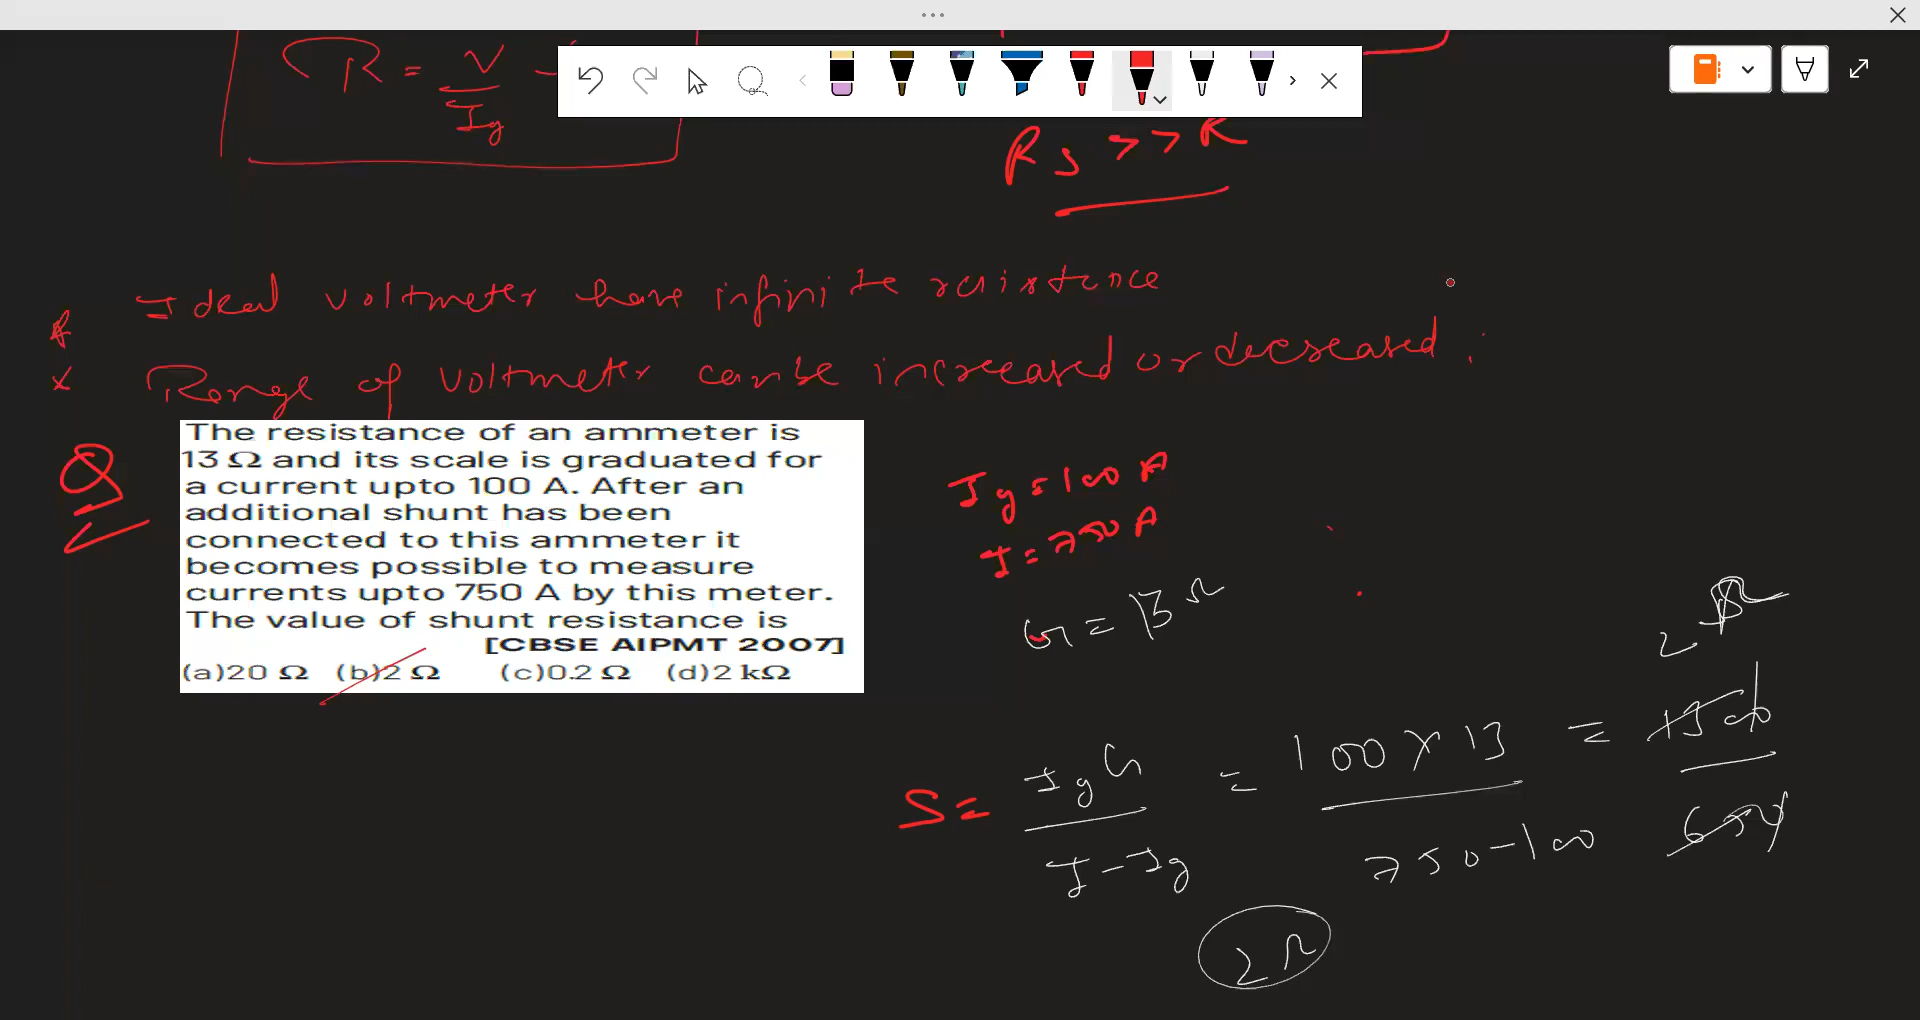 R = V/Ig -
Rs >> R
Ideal voltmeter have infinite resistance
x Range of voltmeter can be increased or decreased.
Q
The resistance of an ammeter is
13 Ω and its scale is graduated for
a current upto 100 A. After an
additional shunt has been
connected to this ammeter it
becomes possible to measure
currents upto 750 A by this meter.
The value of shunt resistance is
[CBSE AIPMT 2007]
(a)20 Ω (b)2 Ω (c)0.2 Ω (d)2 kΩ
Ig = 100 A
I = 750 A
G = 13 Ω
S = IgG / I-Ig = 100×13 / 750-100 =
2
2Ω